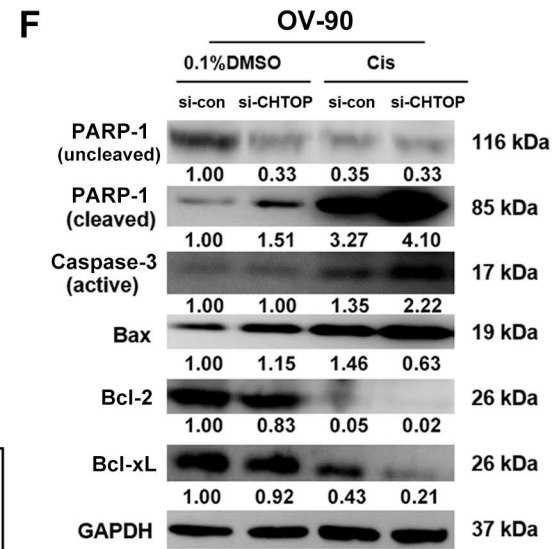 F
OV-90
0.1%DMSO Cis
si-con si-CHTOP si-con si-CHTOP
PARP-1
(uncleaved)
116 kDa
1.00 0.33 0.35 0.33
PARP-1
(cleaved)
85 kDa
1.00 1.51 3.27 4.10
Caspase-3
(active)
17 kDa
1.00 1.00 1.35 2.22
Bax 19 kDa
1.00 1.15 1.46 0.63
Bcl-2 26 kDa
1.00 0.83 0.05 0.02
Bcl-xL 26 kDa
1.00 0.92 0.43 0.21
GAPDH 37 kDa